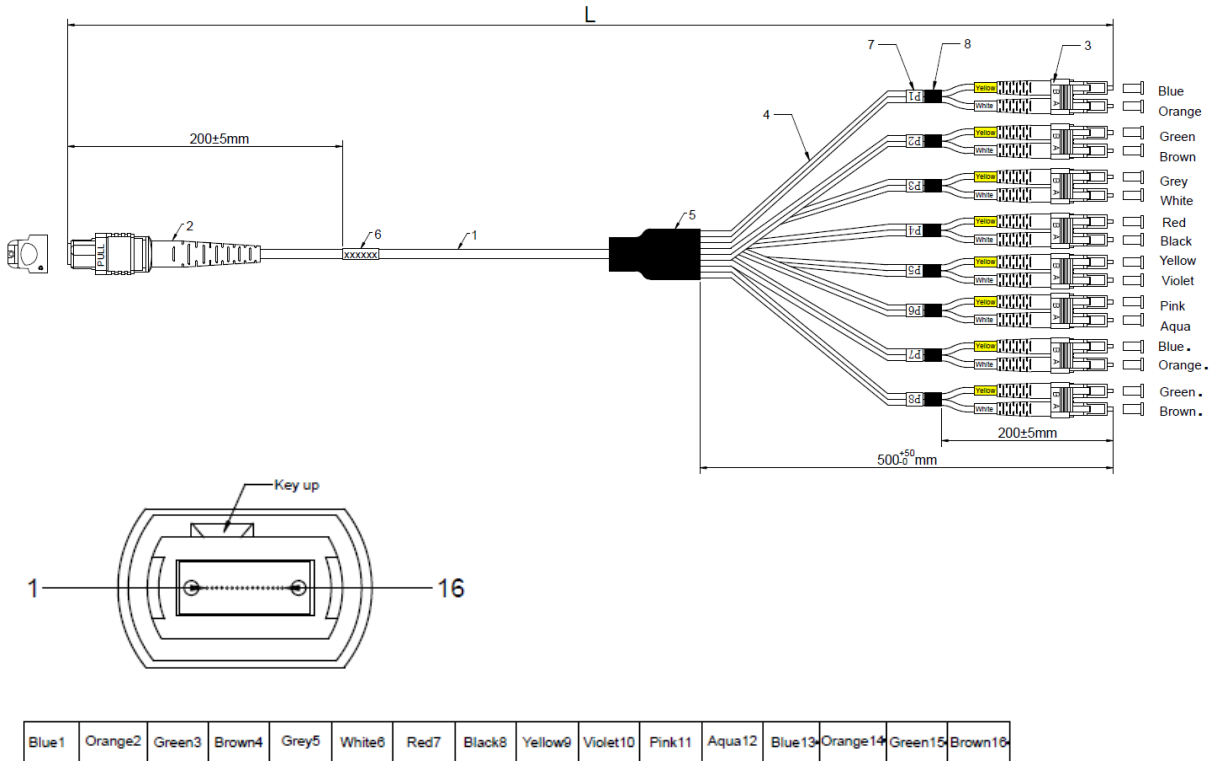 L
7
8
3
Yellow
Blue
P1
B A
White
Orange
4
200±5mm
Yellow
Green
P2
B A
White
Brown
Yellow
Grey
P3
B A
White
White
2
5
Yellow
Red
6
1
P4
B A
White
Black
PULL
xxxxxx
Yellow
Yellow
P5
B A
White
Violet
Yellow
Pink
P6
B A
White
Aqua
Yellow
Blue.
P7
B A
White
Orange.
Yellow
Green.
P8
B A
White
Brown.
200±5mm
500+50-0mm
Key up
1
16
Blue1 Orange2 Green3 Brown4 Grey5 White6 Red7 Black8 Yellow9 Violet10 Pink11 Aqua12 Blue13• Orange14• Green15• Brown16•